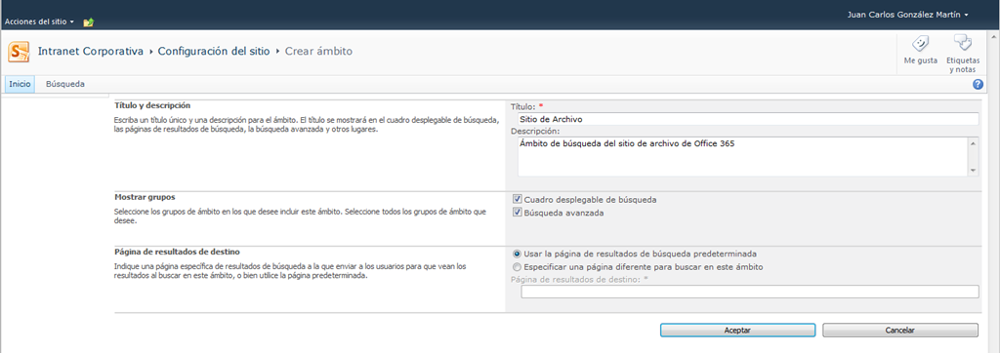 Juan Carlos González Martín
Acciones del sitio
Intranet Corporativa ▸ Configuración del sitio ▸ Crear ámbito
Me gusta
Etiquetas
y notas
Inicio
Búsqueda
Título y descripción
Escriba un título único y una descripción para el ámbito. El título se mostrará en el cuadro desplegable de búsqueda,
las páginas de resultados de búsqueda, la búsqueda avanzada y otros lugares.
Título: *
Sitio de Archivo
Descripción:
Ámbito de búsqueda del sitio de archivo de Office 365
Mostrar grupos
Seleccione los grupos de ámbito en los que desee incluir este ámbito. Seleccione todos los grupos de ámbito que
desee.
Cuadro desplegable de búsqueda
Búsqueda avanzada
Página de resultados de destino
Indique una página específica de resultados de búsqueda a la que enviar a los usuarios para que vean los
resultados al buscar en este ámbito, o bien utilice la página predeterminada.
Usar la página de resultados de búsqueda predeterminada
Especificar una página diferente para buscar en este ámbito
Página de resultados de destino: *
Aceptar
Cancelar